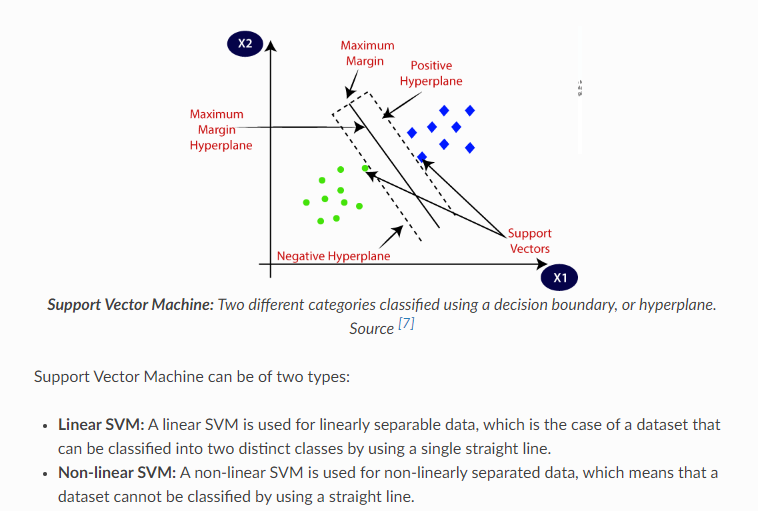 X2
Maximum
Margin
Positive
Hyperplane
Maximum
Margin
Hyperplane
Support
Vectors
Negative Hyperplane
X1
Support Vector Machine: Two different categories classified using a decision boundary, or hyperplane.
Source [7]
Support Vector Machine can be of two types:
• Linear SVM: A linear SVM is used for linearly separable data, which is the case of a dataset that
can be classified into two distinct classes by using a single straight line.
• Non-linear SVM: A non-linear SVM is used for non-linearly separated data, which means that a
dataset cannot be classified by using a straight line.